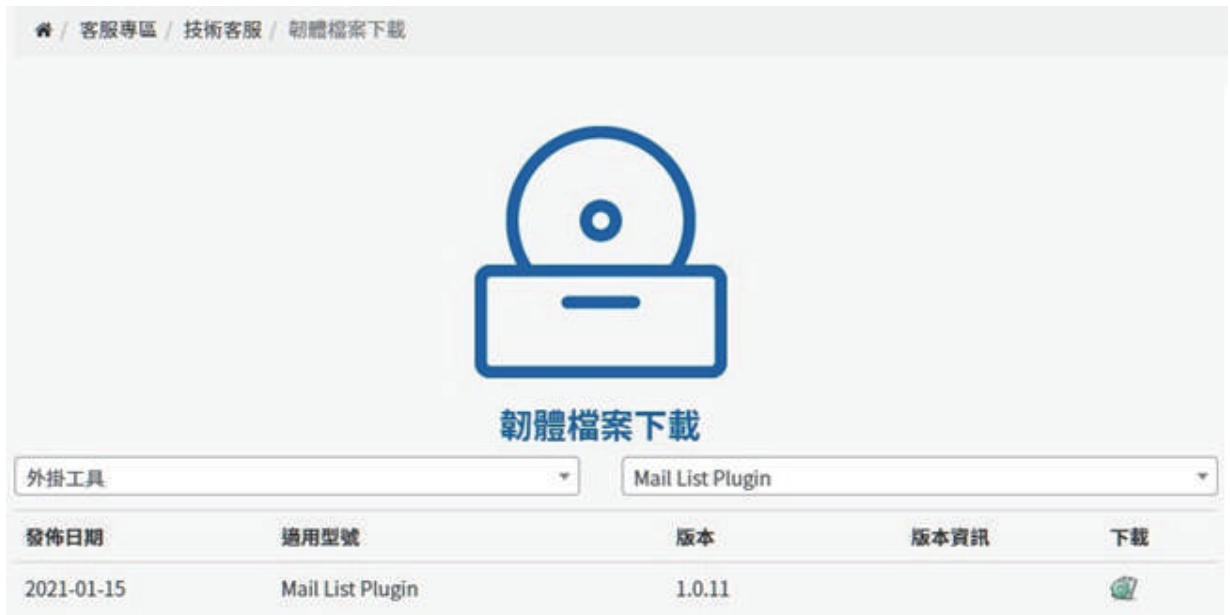 / 客服專區 / 技術客服 / 韌體檔案下載
韌體檔案下載
外掛工具 Mail List Plugin
發佈日期 適用型號 版本 版本資訊 下載
2021-01-15 Mail List Plugin 1.0.11